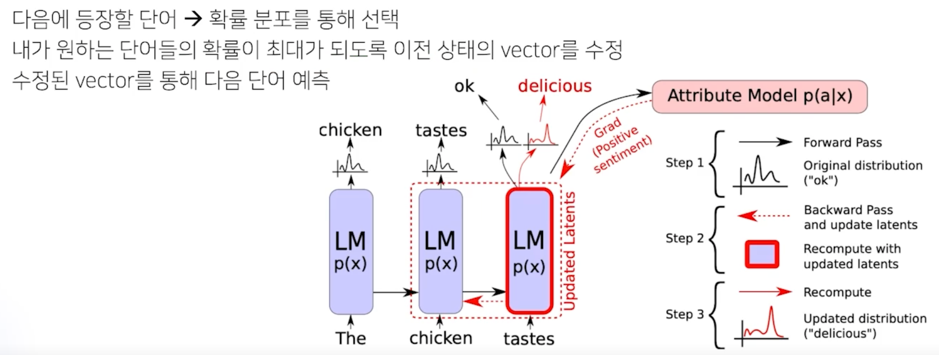 다음에 등장할 단어 → 확률 분포를 통해 선택
내가 원하는 단어들의 확률이 최대가 되도록 이전 상태의 vector를 수정
수정된 vector를 통해 다음 단어 예측
ok
delicious
Attribute Model p(a|x)
chicken
tastes
Grad
(Positive
sentiment)
LM
p(x)
LM
p(x)
LM
p(x)
Updated Latents
The
chicken
tastes
Step 1
Forward Pass
Original distribution
("ok")
Step 2
Backward Pass
and update latents
Recompute with
updated latents
Step 3
Recompute
Updated distribution
("delicious")